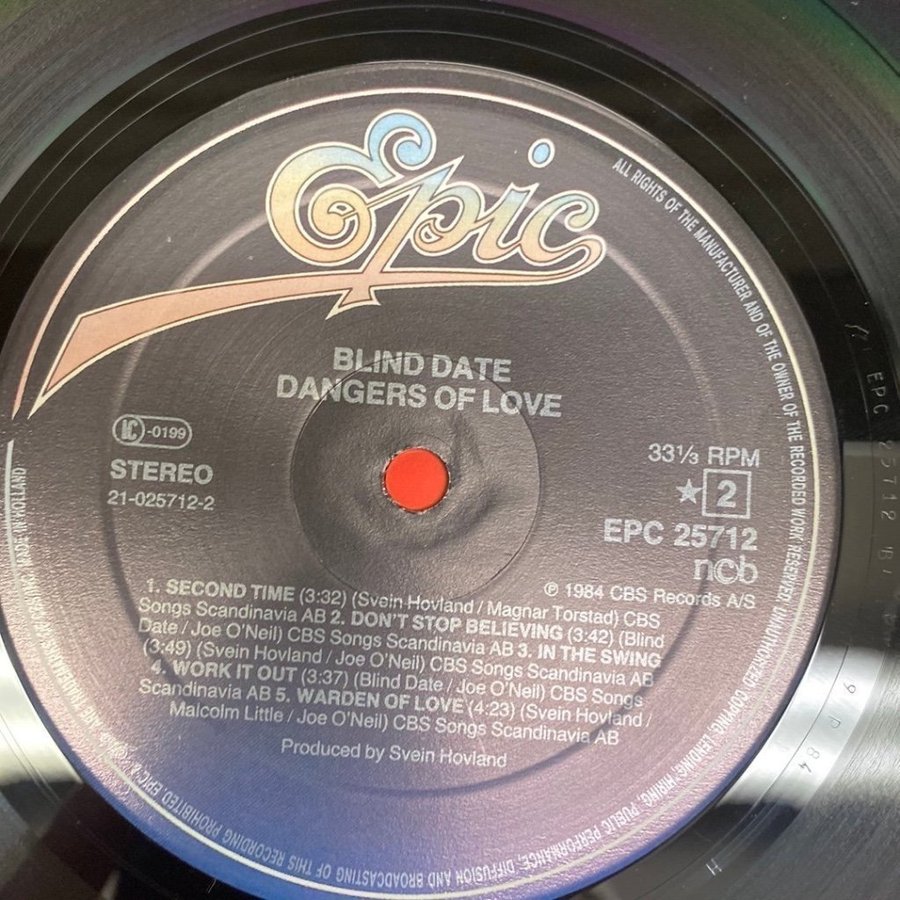 Epic
BLIND DATE
DANGERS OF LOVE
LC-0199
STEREO
21-025712-2
33⅓ RPM
★ 2
EPC 25712
ncb
℗ 1984 CBS Records A/S
1. SECOND TIME (3:32) (Svein Hovland / Magnar Torstad) CBS
Songs Scandinavia AB 2. DON'T STOP BELIEVING (3:42) (Blind
Date / Joe O'Neil) CBS Songs Scandinavia AB 3. IN THE SWING
(3:49) (Svein Hovland / Joe O'Neil) CBS Songs Scandinavia AB
4. WORK IT OUT (3:37) (Blind Date / Joe O'Neil) CBS Songs
Scandinavia AB 5. WARDEN OF LOVE (4:23) (Svein Hovland /
Malcolm Little / Joe O'Neil) CBS Songs Scandinavia AB
Produced by Svein Hovland
ALL RIGHTS OF THE MANUFACTURER AND OF THE OWNER OF THE RECORDED WORK RESERVED. UNAUTHORIZED COPYING, LENDING, HIRING, PUBLIC PERFORMANCE, DIFFUSION AND BROADCASTING OF THIS RECORDING PROHIBITED. EPIC
MADE IN HOLLAND
EPC 25712
9 P 84
H